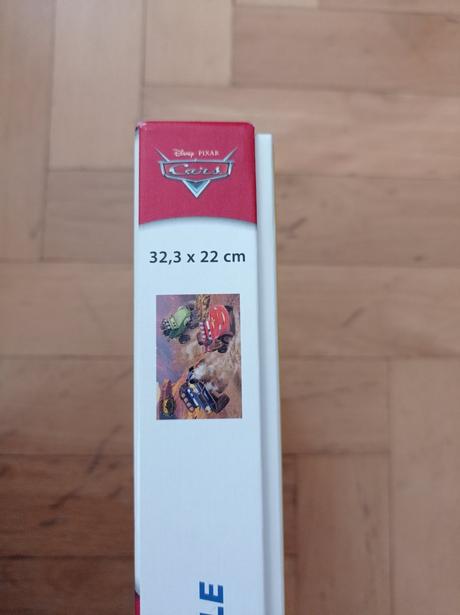 Disney PIXAR
Cars
32,3 x 22 cm
LE